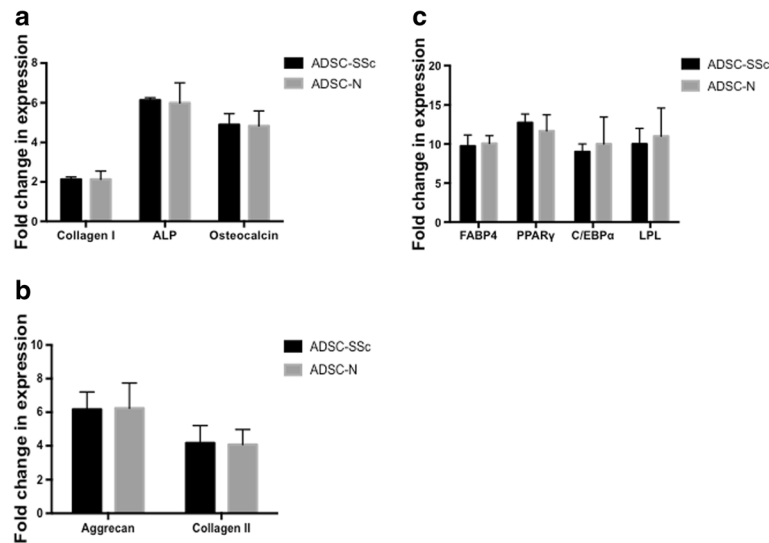 a
Fold change in expression
8
6
4
2
0
Collagen I ALP Osteocalcin
ADSC-SSc
ADSC-N
b
Fold change in expression
10
8
6
4
2
0
Aggrecan Collagen II
ADSC-SSc
ADSC-N
c
Fold change in expression
20
15
10
5
0
FABP4 PPARγ C/EBPα LPL
ADSC-SSc
ADSC-N